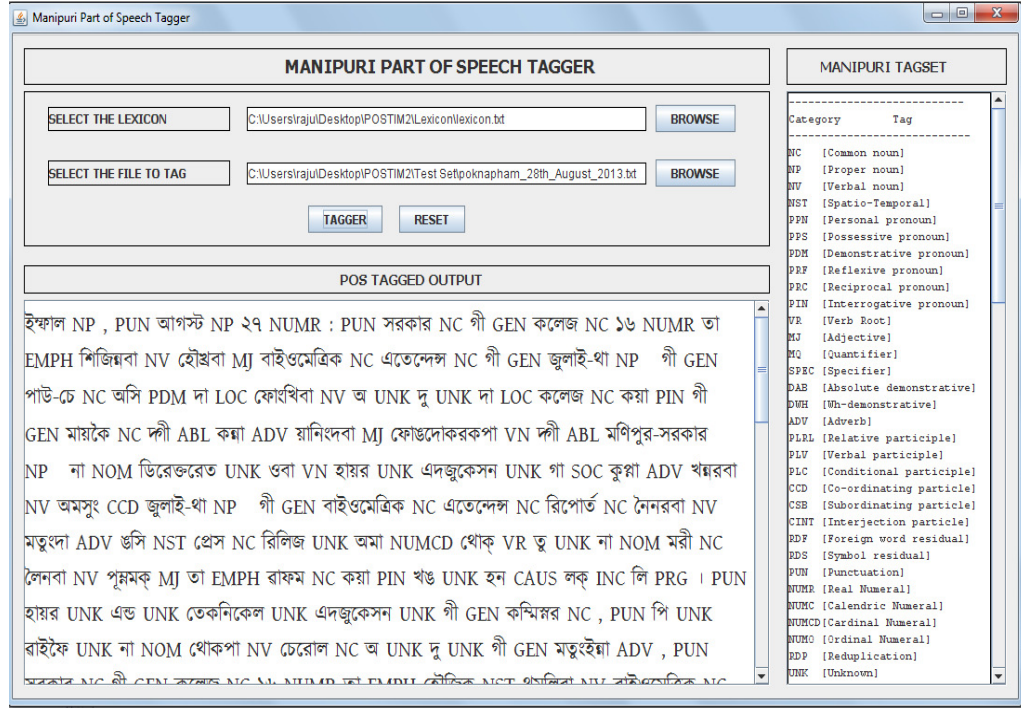 Manipuri Part of Speech Tagger
MANIPURI PART OF SPEECH TAGGER
SELECT THE LEXICON
C:\Users\raju\Desktop\POSTIM2\Lexicon\lexicon.txt
BROWSE
SELECT THE FILE TO TAG
C:\Users\raju\Desktop\POSTIM2\Test Set\poknapham_28th_August_2013.txt
BROWSE
TAGGER RESET
POS TAGGED OUTPUT
ইম্ফাল NP , PUN আগস্ট NP ২৭ NUMR : PUN সরকার NC গী GEN কলেজ NC ১৬ NUMR তা
EMPH শিজিন্নবা NV হৌখ্রবা MJ বাইওমেত্রিক NC এতেন্দেন্স NC গী GEN জুলাই-থা NP গী GEN
পাউ-চে NC অসি PDM দা LOC ফোংখিবা NV অ UNK দু UNK দা LOC কলেজ NC কয়া PIN গী
GEN মায়কৈ NC দগী ABL কন্না ADV য়ানিংদবা MJ ফোঙদোকরকপা VN দগী ABL মণিপুর-সরকার
NP না NOM ডিরেক্তরেত UNK ওবা VN হায়র UNK এদজুকেসন UNK গা SOC কুপ্না ADV খন্নরবা
NV অমসুং CCD জুলাই-থা NP গী GEN বাইওমেত্রিক NC এতেন্দেন্স NC রিপোর্ত NC নৈনরবা NV
মতুংদা ADV ঙসি NST প্রেস NC রিলিজ UNK অমা NUMCD থোক্ VR তু UNK না NOM মরী NC
লৈনবা NV পূম্নমক্ MJ তা EMPH ৱাফম NC কয়া PIN খঙ UNK হন CAUS লক্ INC লি PRG । PUN
হায়র UNK এন্ড UNK তেকনিকেল UNK এদজুকেসন UNK গী GEN কম্মিস্নর NC , PUN পি UNK
ৱাইফৈ UNK না NOM থোকপা NV চেরোল NC অ UNK দু UNK গী GEN মতুংইন্না ADV , PUN
সরকার NC গী GEN কলেজ NC ১৬ NUMR তা EMPH হৌজিক NST থমলিবা NV বাইওমেত্রিক NC
MANIPURI TAGSET
Category Tag
NC [Common noun]
NP [Proper noun]
NV [Verbal noun]
NST [Spatio-Temporal]
PPN [Personal pronoun]
PPS [Possessive pronoun]
PDM [Demonstrative pronoun]
PRF [Reflexive pronoun]
PRC [Reciprocal pronoun]
PIN [Interrogative pronoun]
VR [Verb Root]
MJ [Adjective]
MQ [Quantifier]
SPEC [Specifier]
DAB [Absolute demonstrative]
DWH [Wh-demonstrative]
ADV [Adverb]
PLRL [Relative participle]
PLV [Verbal participle]
PLC [Conditional participle]
CCD [Co-ordinating particle]
CSB [Subordinating particle]
CINT [Interjection particle]
RDF [Foreign word residual]
RDS [Symbol residual]
PUN [Punctuation]
NUMR [Real Numeral]
NUMC [Calendric Numeral]
NUMCD[Cardinal Numeral]
NUMO [Ordinal Numeral]
RDP [Reduplication]
UNK [Unknown]